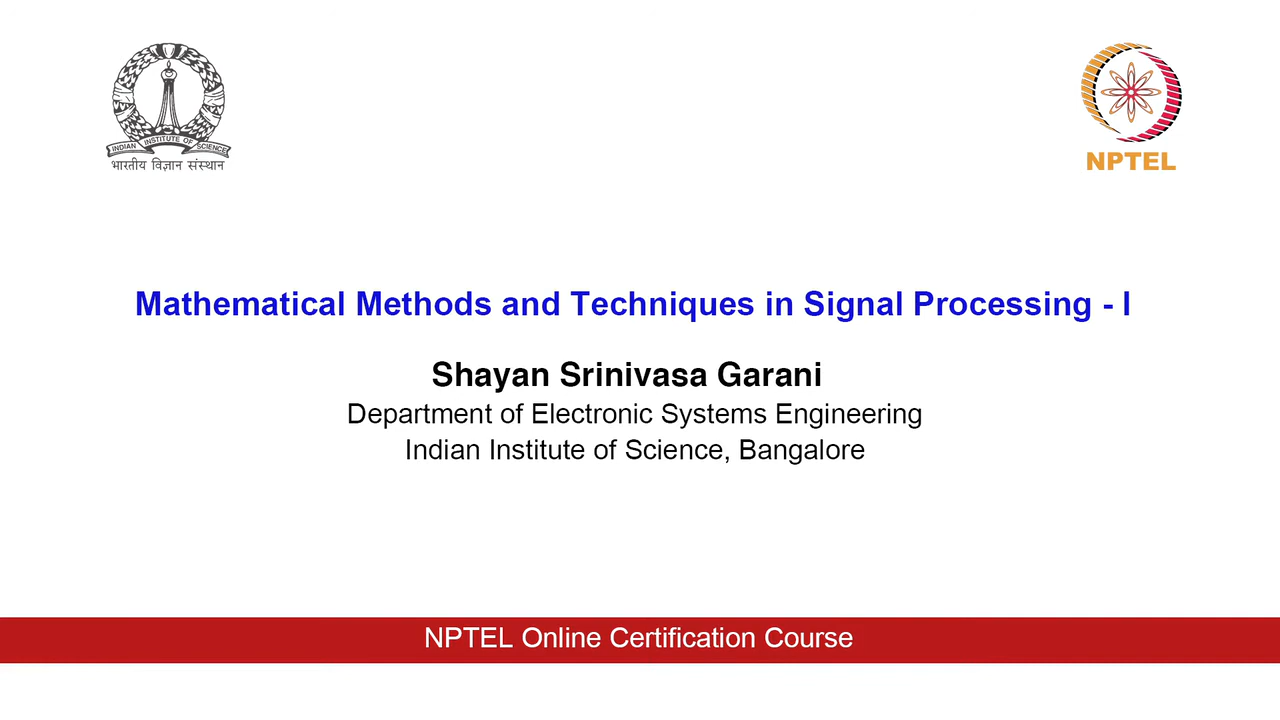 INDIAN INSTITUTE OF SCIENCE
भारतीय विज्ञान संस्थान
NPTEL
Mathematical Methods and Techniques in Signal Processing - I
Shayan Srinivasa Garani
Department of Electronic Systems Engineering
Indian Institute of Science, Bangalore
NPTEL Online Certification Course